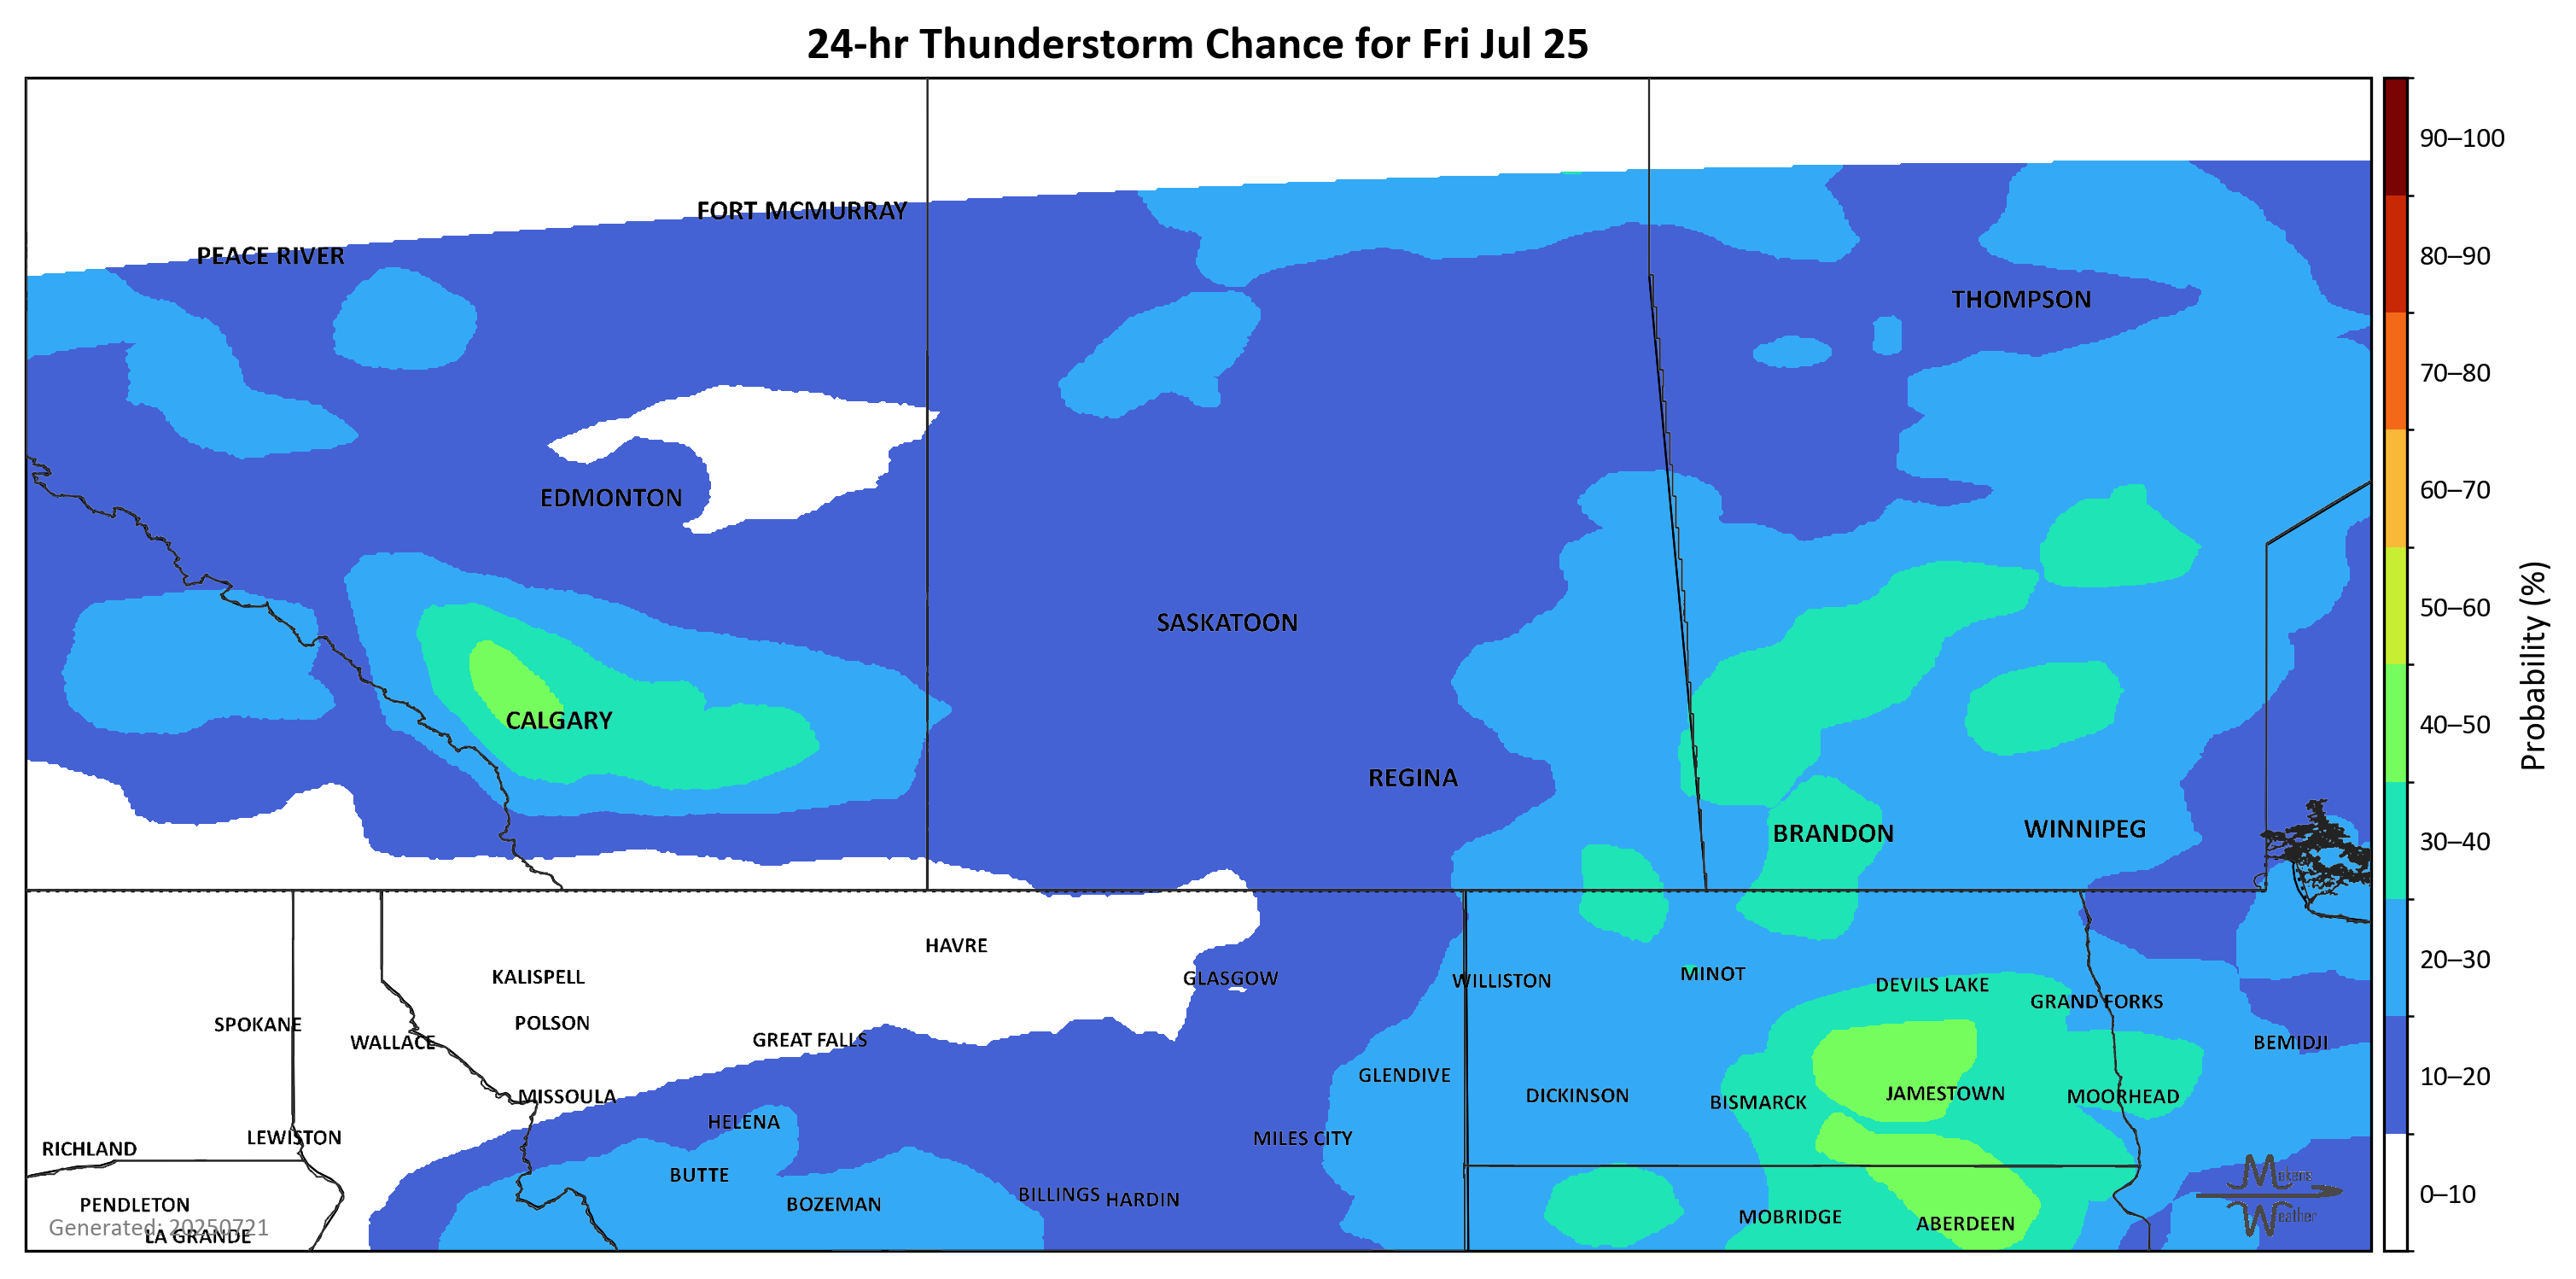 24-hr Thunderstorm Chance for Fri Jul 25
90–100
FORT MCMURRAY
80–90
PEACE RIVER
THOMPSON
70–80
60–70
EDMONTON
50–60
SASKATOON
Probability (%)
CALGARY
40–50
REGINA
BRANDON
WINNIPEG
30–40
HAVRE
20–30
KALISPELL
GLASGOW
WILLISTON
MINOT
DEVILS LAKE
GRAND FORKS
SPOKANE
POLSON
WALLACE
GREAT FALLS
BEMIDJI
GLENDIVE
10–20
MISSOULA
DICKINSON
BISMARCK
JAMESTOWN
MOORHEAD
HELENA
LEWISTON
MILES CITY
RICHLAND
BUTTE
Makens
PENDLETON
BOZEMAN
BILLINGS
HARDIN
0–10
Generated: 20250721
MOBRIDGE
ABERDEEN
Weather
LA GRANDE